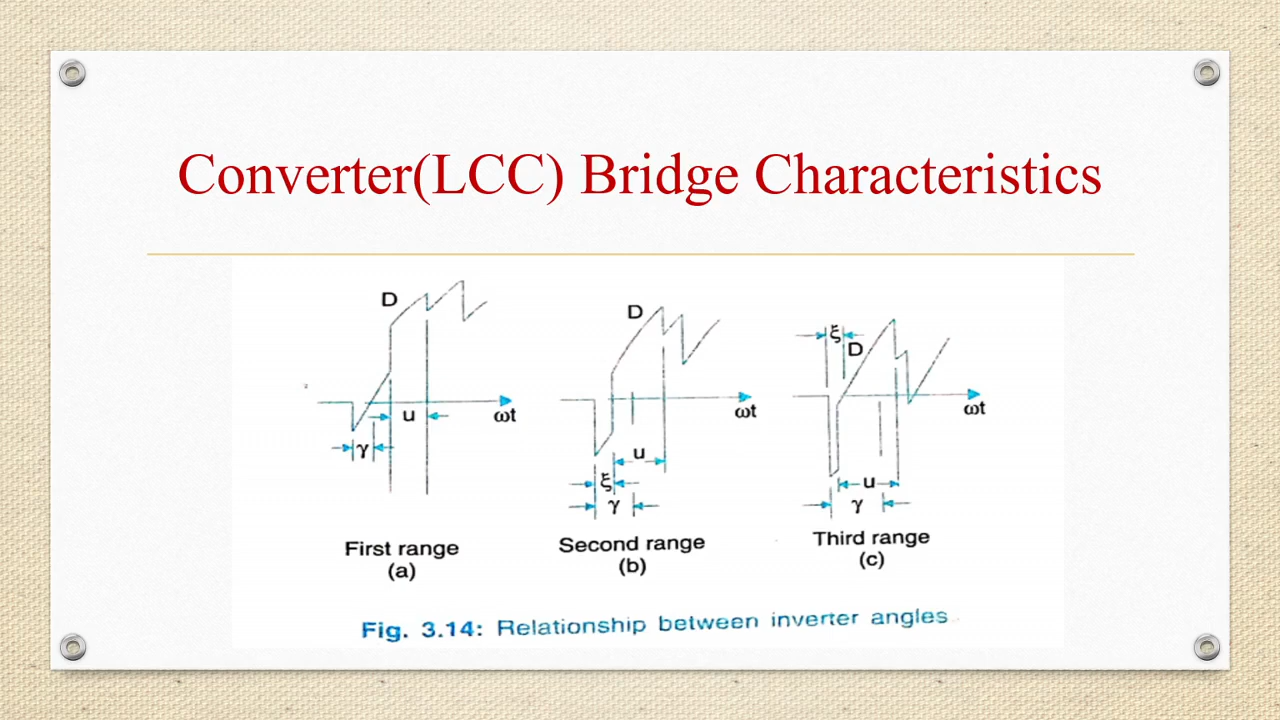 Converter(LCC) Bridge Characteristics
D
u
ωt
γ
First range
(a)
D
ωt
u
ξ
γ
Second range
(b)
ξ
D
ωt
u
γ
Third range
(c)
Fig. 3.14: Relationship between inverter angles